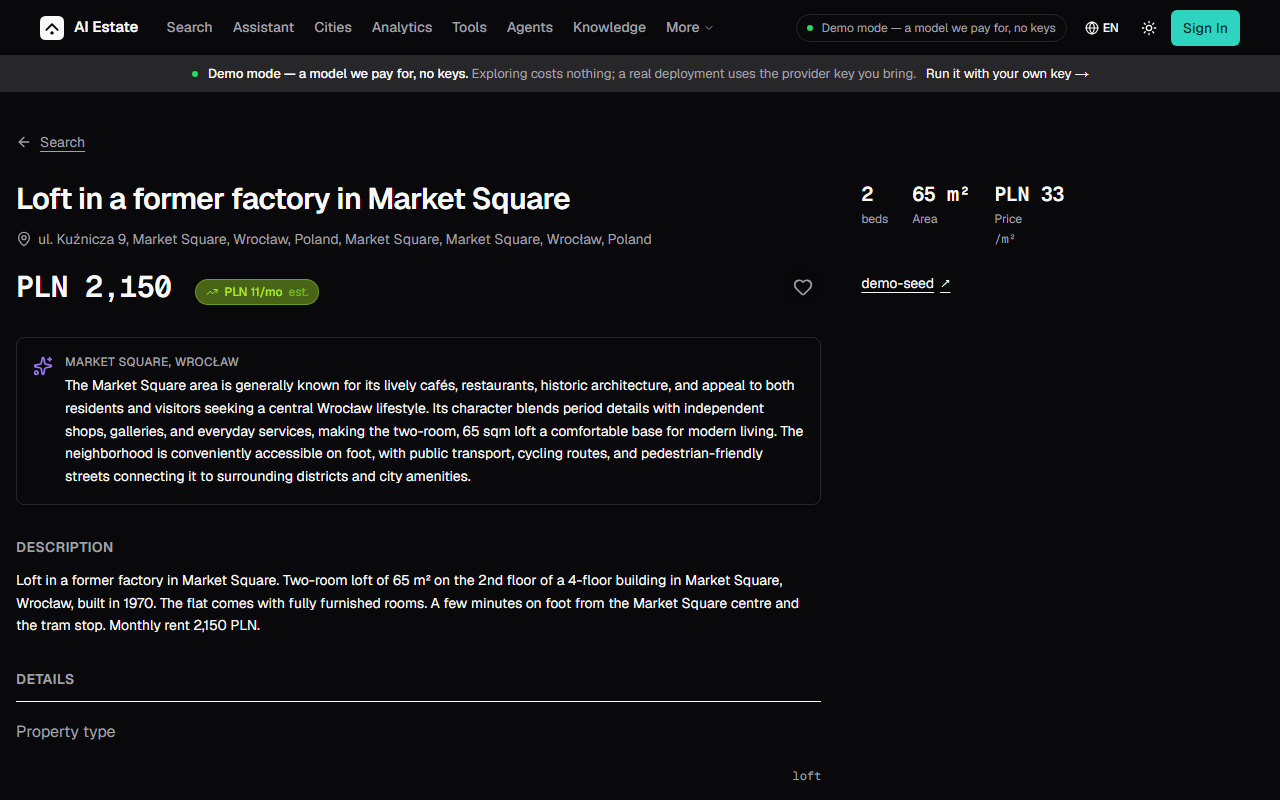 AI Estate
Search Assistant Cities Analytics Tools Agents Knowledge More
Demo mode — a model we pay for, no keys
EN
Sign In
Demo mode — a model we pay for, no keys. Exploring costs nothing; a real deployment uses the provider key you bring. Run it with your own key →
← Search
Loft in a former factory in Market Square
ul. Kuźnicza 9, Market Square, Wrocław, Poland, Market Square, Market Square, Wrocław, Poland
PLN 2,150
PLN 11/mo est.
2 65 m² PLN 33
beds Area Price
/m²
demo-seed ↗
MARKET SQUARE, WROCŁAW
The Market Square area is generally known for its lively cafés, restaurants, historic architecture, and appeal to both
residents and visitors seeking a central Wrocław lifestyle. Its character blends period details with independent
shops, galleries, and everyday services, making the two-room, 65 sqm loft a comfortable base for modern living. The
neighborhood is conveniently accessible on foot, with public transport, cycling routes, and pedestrian-friendly
streets connecting it to surrounding districts and city amenities.
DESCRIPTION
Loft in a former factory in Market Square. Two-room loft of 65 m² on the 2nd floor of a 4-floor building in Market Square,
Wrocław, built in 1970. The flat comes with fully furnished rooms. A few minutes on foot from the Market Square centre and
the tram stop. Monthly rent 2,150 PLN.
DETAILS
Property type
loft